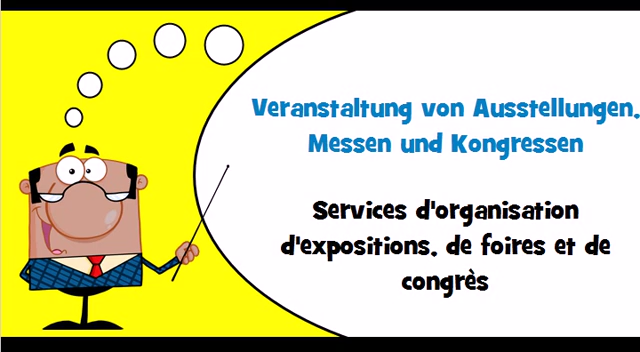 Veranstaltung von Ausstellungen,
Messen und Kongressen
Services d'organisation
d'expositions, de foires et de
congrès